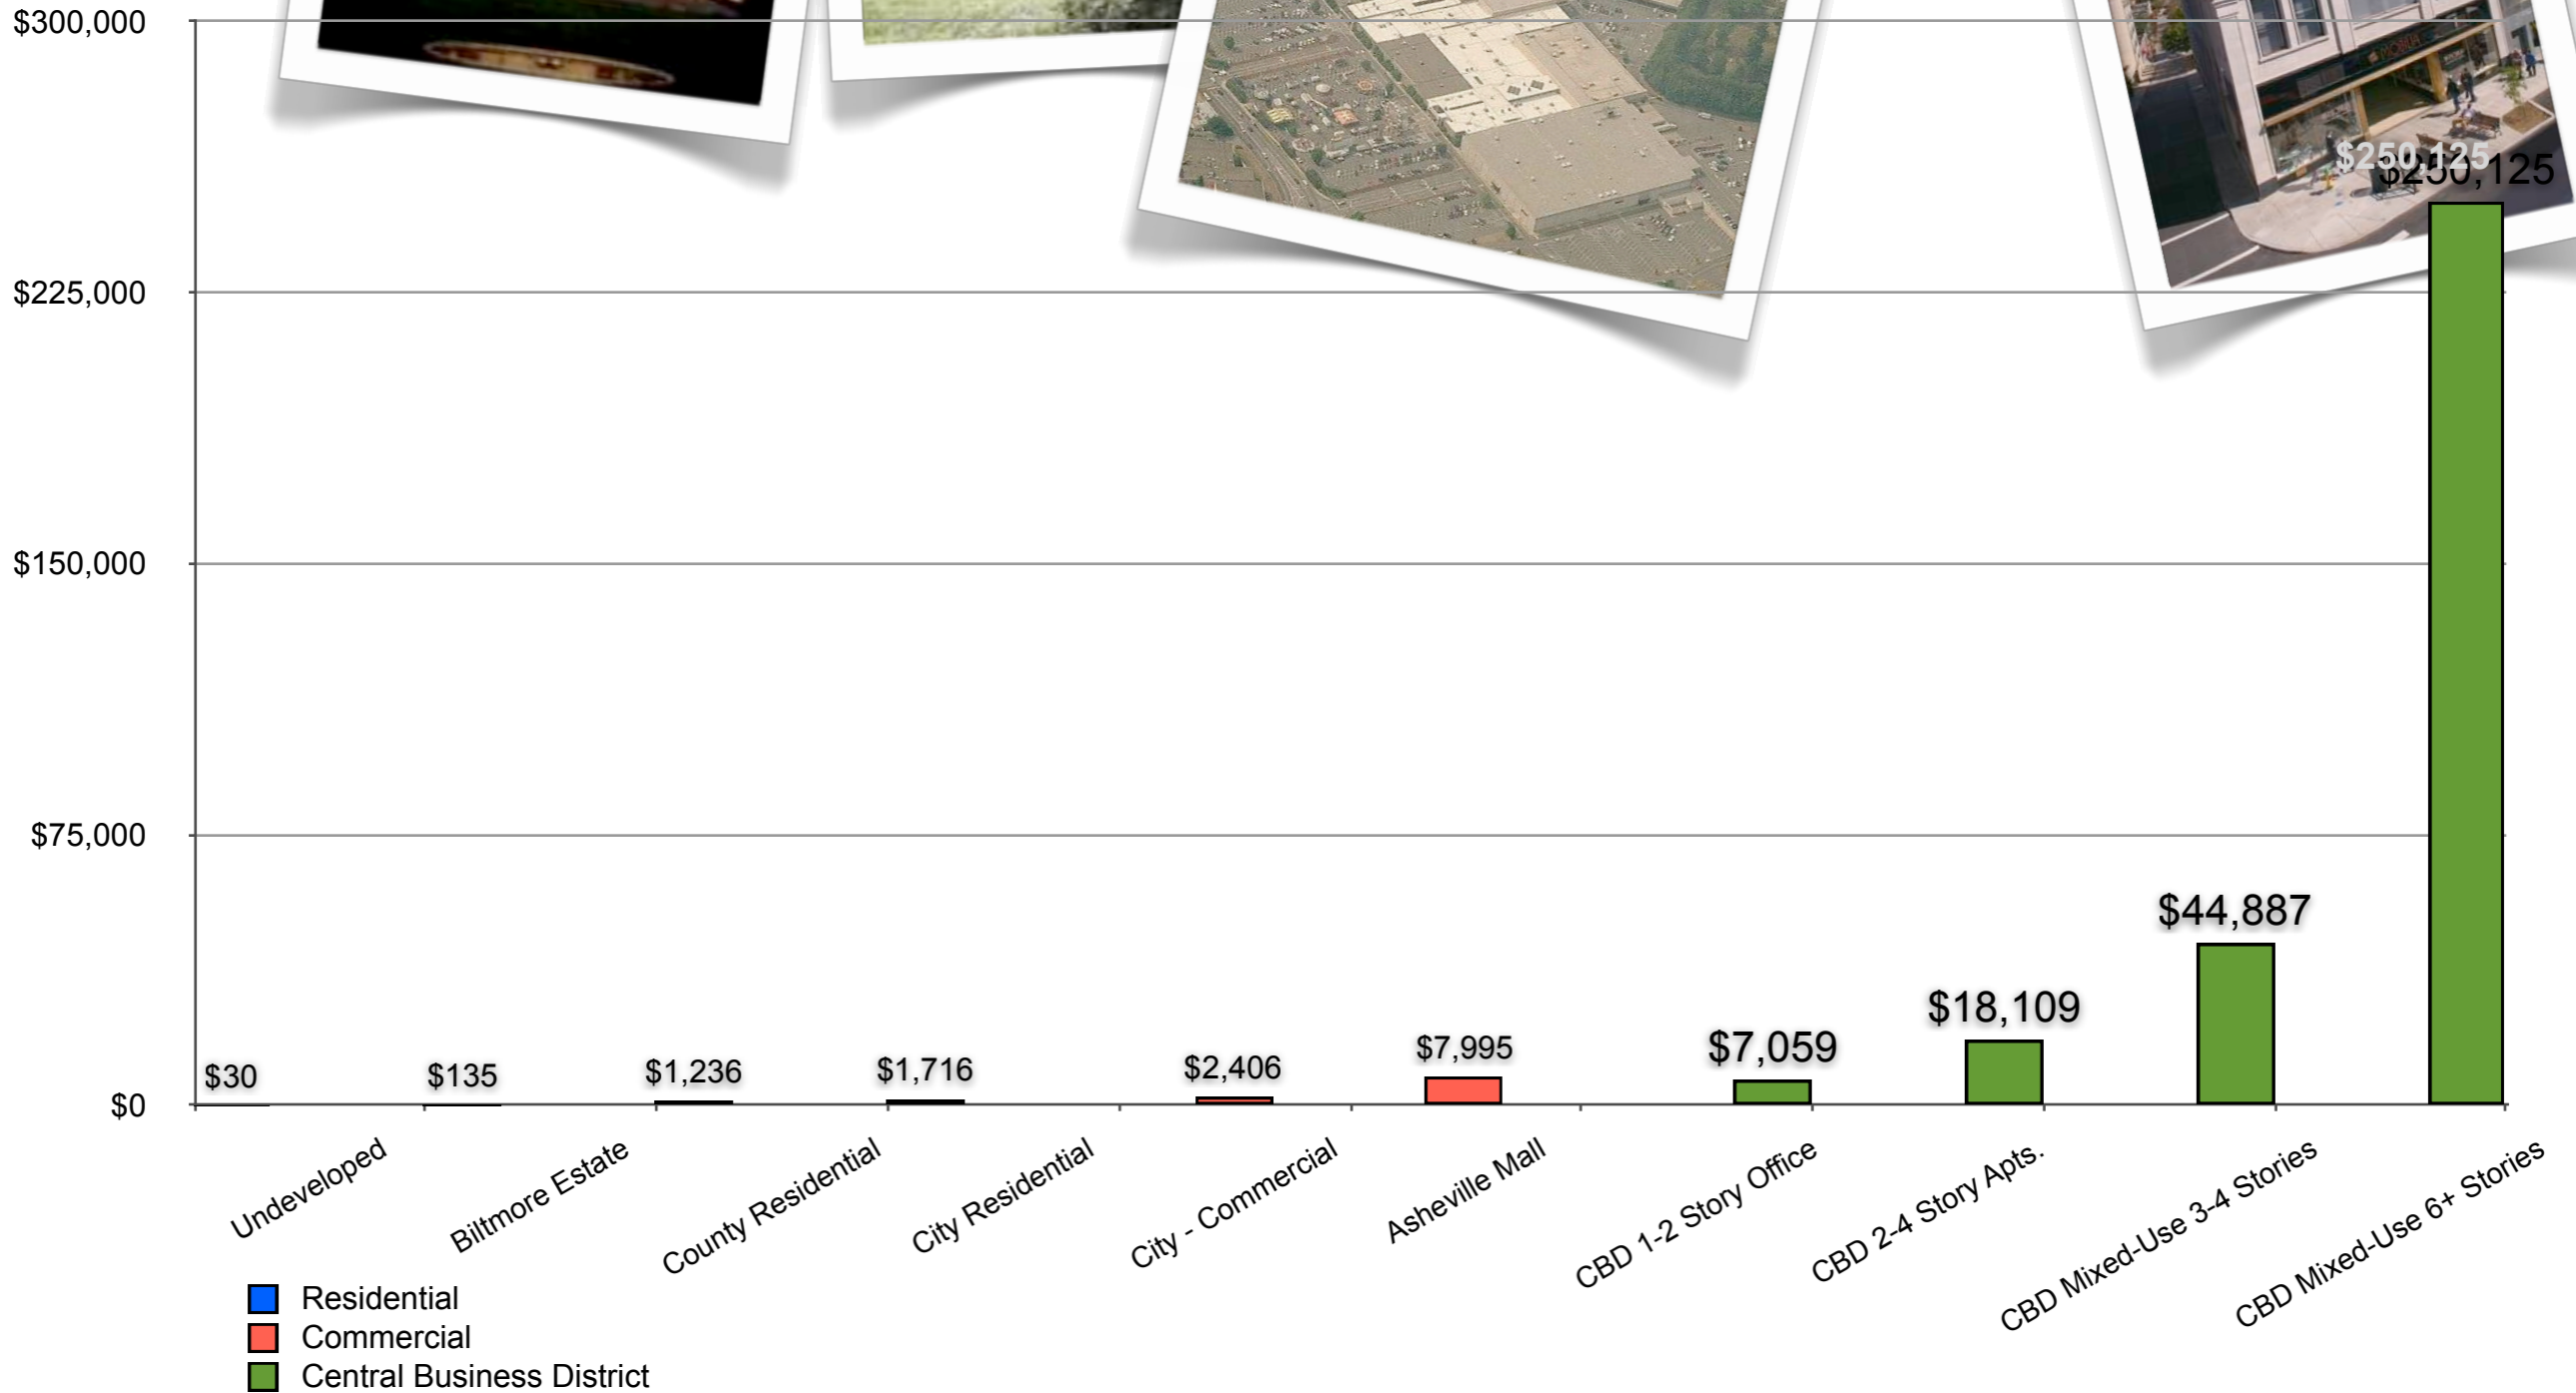 $300,000
$250,125
$250,125
$225,000
$150,000
$75,000
$44,887
$18,109
$7,059
$7,995
$2,406
$1,716
$1,236
$135
$30
$0
Undeveloped
Biltmore Estate
County Residential
City Residential
City - Commercial
Asheville Mall
CBD 1-2 Story Office
CBD 2-4 Story Apts.
CBD Mixed-Use 3-4 Stories
CBD Mixed-Use 6+ Stories
Residential
Commercial
Central Business District